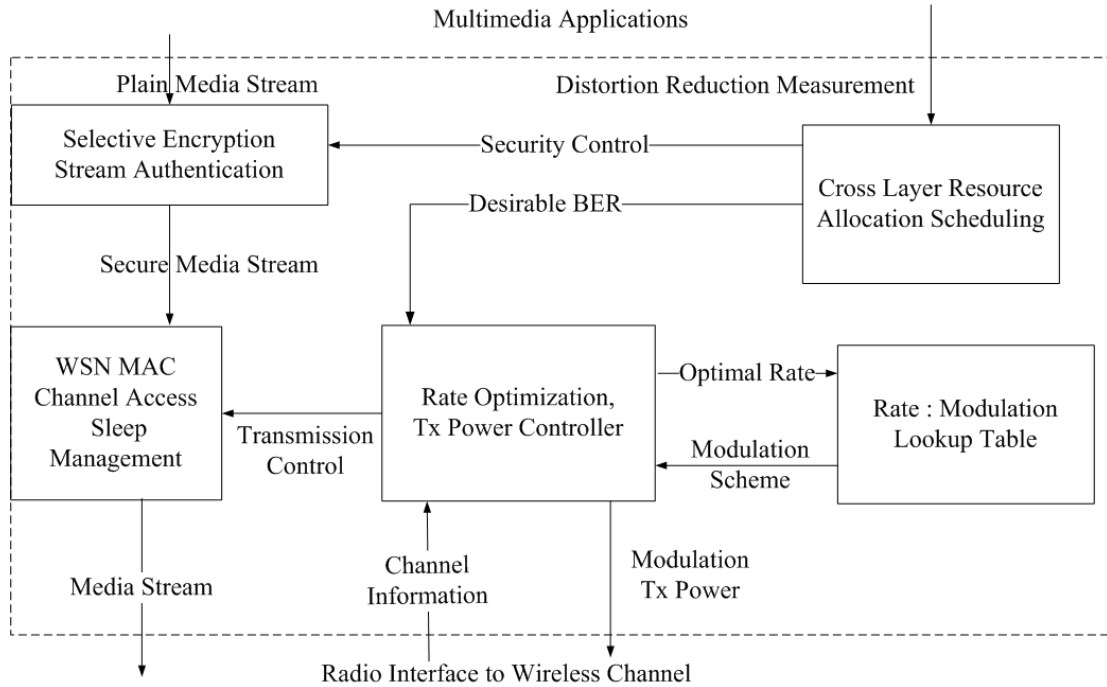 Multimedia Applications
Plain Media Stream
Distortion Reduction Measurement
Selective Encryption
Stream Authentication
Security Control
Cross Layer Resource
Allocation Scheduling
Desirable BER
Secure Media Stream
WSN MAC
Channel Access
Sleep
Management
Transmission
Control
Rate Optimization,
Tx Power Controller
Optimal Rate
Modulation
Scheme
Rate : Modulation
Lookup Table
Media Stream
Channel
Information
Modulation
Tx Power
Radio Interface to Wireless Channel